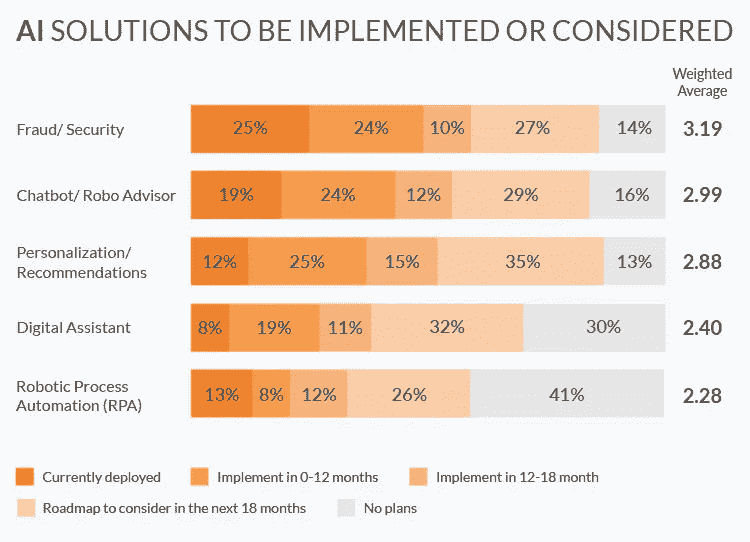 AI SOLUTIONS TO BE IMPLEMENTED OR CONSIDERED
Weighted
Average
Fraud/ Security 25% 24% 10% 27% 14% 3.19
Chatbot/ Robo Advisor 19% 24% 12% 29% 16% 2.99
Personalization/
Recommendations 12% 25% 15% 35% 13% 2.88
Digital Assistant 8% 19% 11% 32% 30% 2.40
Robotic Process
Automation (RPA) 13% 8% 12% 26% 41% 2.28
Currently deployed Implement in 0-12 months Implement in 12-18 month
Roadmap to consider in the next 18 months No plans